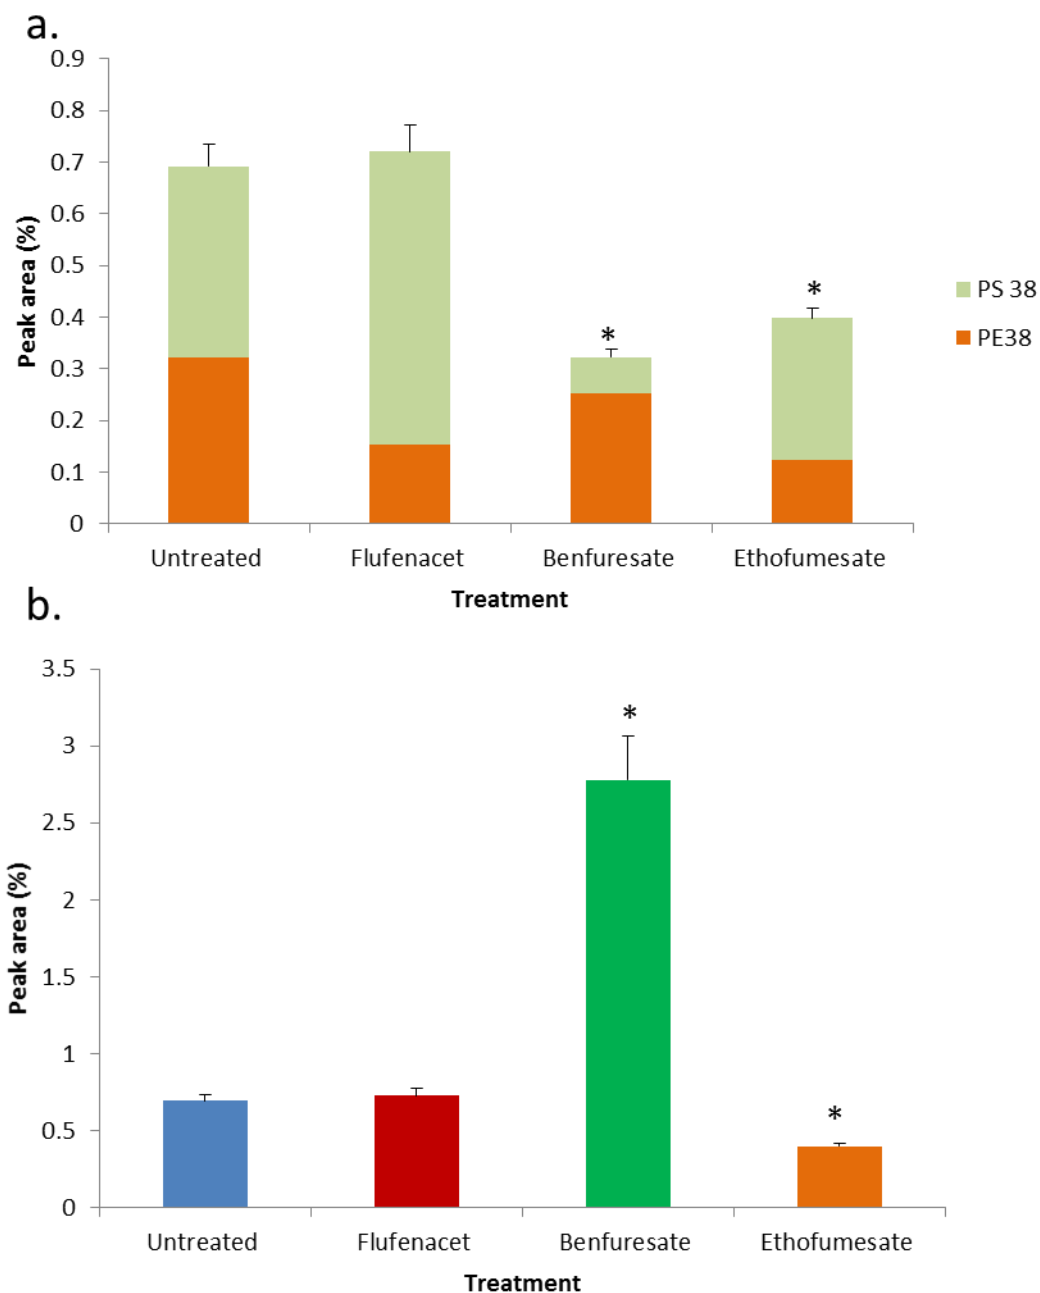 a.
0.9
0.8
0.7
0.6
0.5
0.4
0.3
0.2
0.1
0
Peak area (%)
*
*
PS 38
PE38
Untreated Flufenacet Benfuresate Ethofumesate
Treatment
b.
3.5
3
2.5
2
1.5
1
0.5
0
Peak area (%)
*
*
Untreated Flufenacet Benfuresate Ethofumesate
Treatment